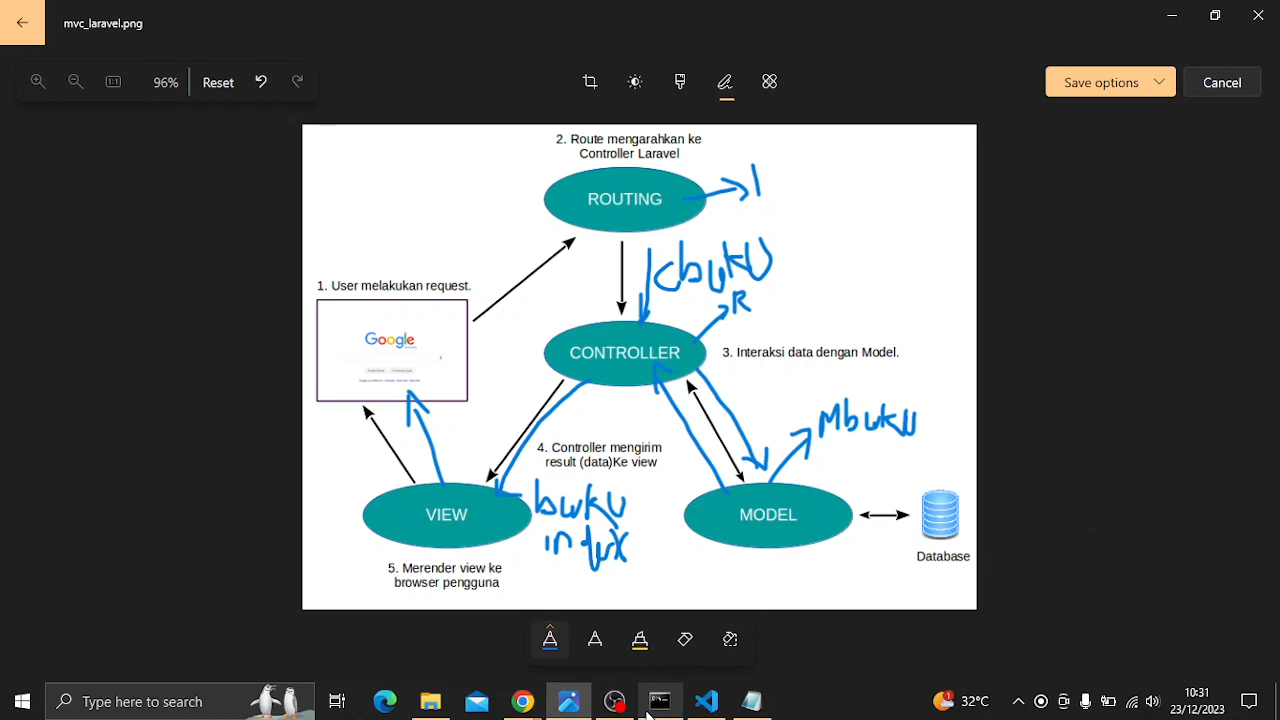 mvc_laravel.png
96%
Reset
Save options
Cancel
2. Route mengarahkan ke
Controller Laravel
ROUTING
cbuku
R
1. User melakukan request.
Google
CONTROLLER
3. Interaksi data dengan Model.
Mbuku
4. Controller mengirim
result (data)Ke view
buku
VIEW
MODEL
Database
5. Merender view ke
browser pengguna
Type here to search
1
32°C
10:31
23/12/2023